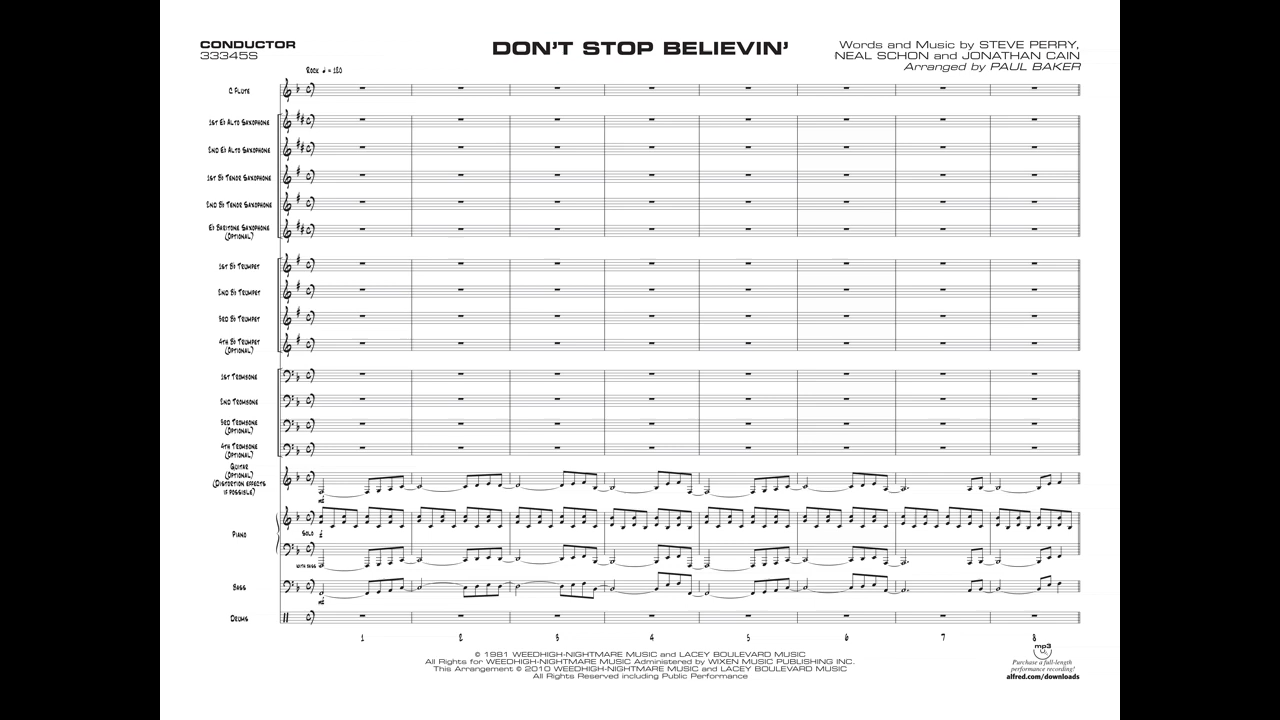 CONDUCTOR
33345S
DON'T STOP BELIEVIN'
Words and Music by STEVE PERRY,
NEAL SCHON and JONATHAN CAIN
Arranged by PAUL BAKER
ROCK ♩ = 120
C FLUTE
1ST E♭ ALTO SAXOPHONE
2ND E♭ ALTO SAXOPHONE
1ST B♭ TENOR SAXOPHONE
2ND B♭ TENOR SAXOPHONE
E♭ BARITONE SAXOPHONE
(OPTIONAL)
1ST B♭ TRUMPET
2ND B♭ TRUMPET
3RD B♭ TRUMPET
4TH B♭ TRUMPET
(OPTIONAL)
1ST TROMBONE
2ND TROMBONE
3RD TROMBONE
(OPTIONAL)
4TH TROMBONE
(OPTIONAL)
GUITAR
(OPTIONAL)
(DISTORTION EFFECTS
IF POSSIBLE)
mf
PIANO
SOLO f
WITH BASS
BASS
mf
DRUMS
1 2 3 4 5 6 7 8
© 1981 WEEDHIGH-NIGHTMARE MUSIC and LACEY BOULEVARD MUSIC
All Rights for WEEDHIGH-NIGHTMARE MUSIC Administered by WIXEN MUSIC PUBLISHING INC.
This Arrangement © 2010 WEEDHIGH-NIGHTMARE MUSIC and LACEY BOULEVARD MUSIC
All Rights Reserved including Public Performance
mp3
Purchase a full-length
performance recording!
alfred.com/downloads